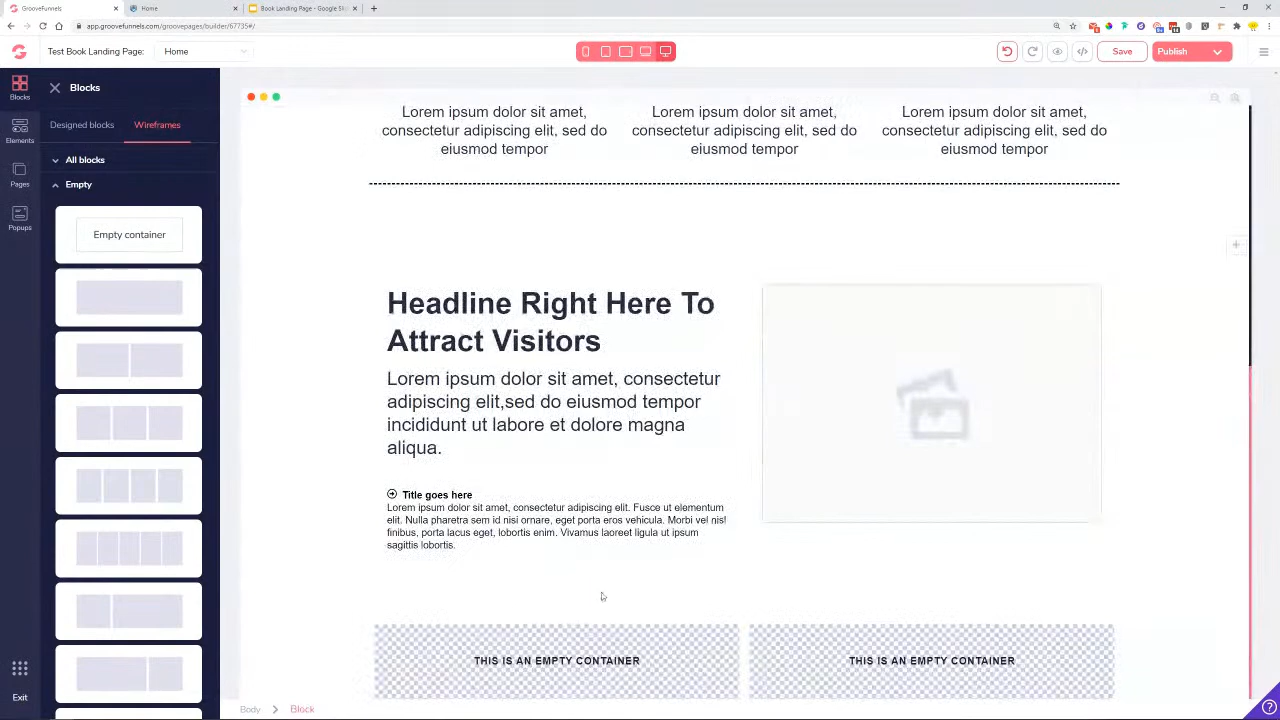 GrooveFunnels
Home
Book Landing Page - Google Sli
app.groovefunnels.com/groovepages/builder/67735#/
Test Book Landing Page:
Home
Save
Publish
Blocks
Elements
Pages
Popups
Exit
Blocks
Designed blocks
Wireframes
All blocks
Empty
Empty container
Lorem ipsum dolor sit amet,
consectetur adipiscing elit, sed do
eiusmod tempor
Lorem ipsum dolor sit amet,
consectetur adipiscing elit, sed do
eiusmod tempor
Lorem ipsum dolor sit amet,
consectetur adipiscing elit, sed do
eiusmod tempor
Headline Right Here To
Attract Visitors
Lorem ipsum dolor sit amet, consectetur
adipiscing elit,sed do eiusmod tempor
incididunt ut labore et dolore magna
aliqua.
Title goes here
Lorem ipsum dolor sit amet, consectetur adipiscing elit. Fusce ut elementum
elit. Nulla pharetra sem id nisi ornare, eget porta eros vehicula. Morbi vel nis!
finibus, porta lacus eget, lobortis enim. Vivamus laoreet ligula ut ipsum
sagittis lobortis.
THIS IS AN EMPTY CONTAINER
THIS IS AN EMPTY CONTAINER
Body
Block